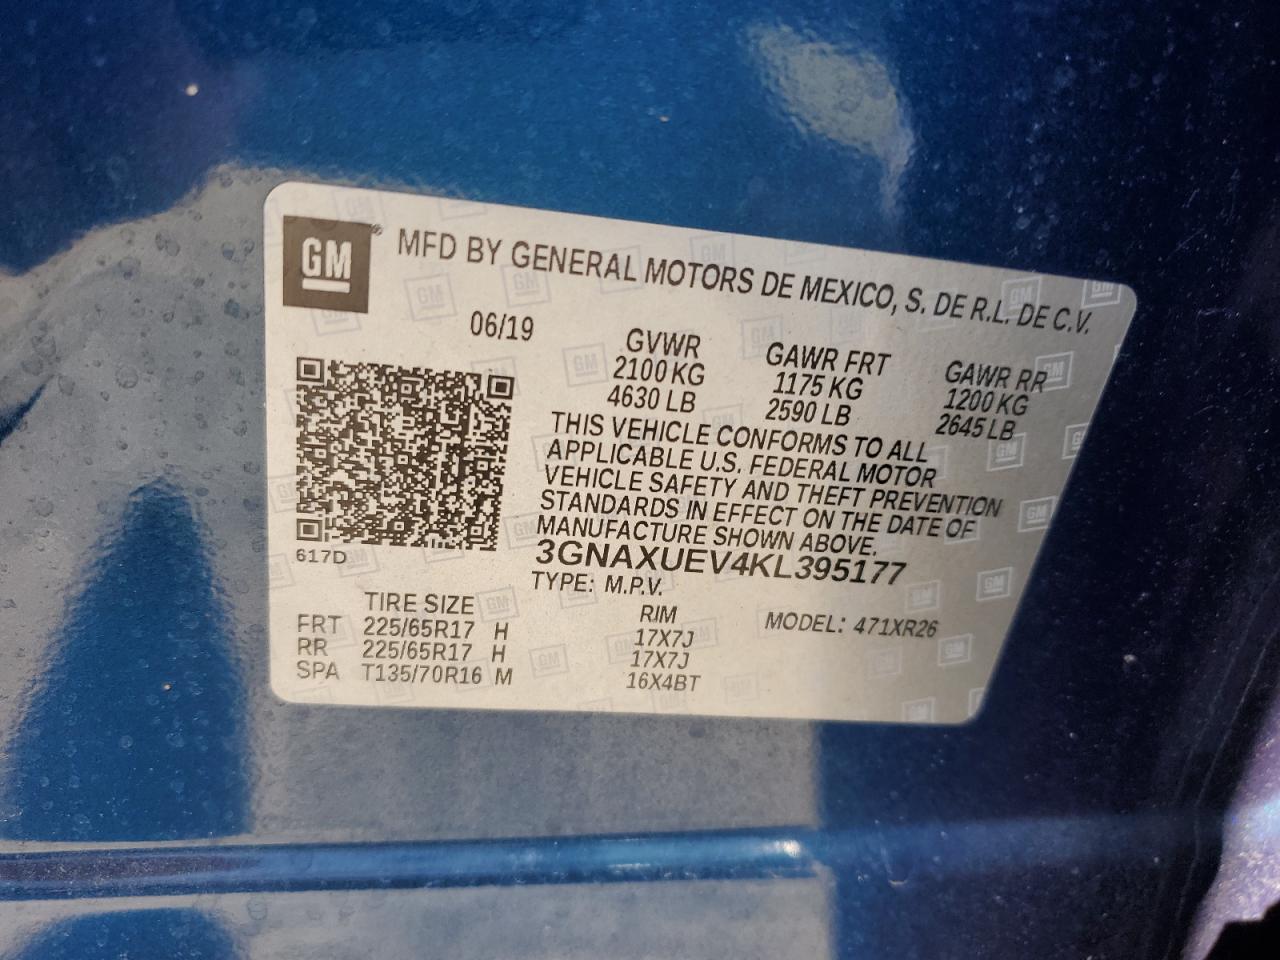 GM® MFD BY GENERAL MOTORS DE MEXICO, S. DE R.L. DE C.V.
06/19 GVWR GAWR FRT GAWR RR
2100 KG 1175 KG 1200 KG
4630 LB 2590 LB 2645 LB
THIS VEHICLE CONFORMS TO ALL
APPLICABLE U.S. FEDERAL MOTOR
VEHICLE SAFETY AND THEFT PREVENTION
STANDARDS IN EFFECT ON THE DATE OF
MANUFACTURE SHOWN ABOVE.
617D 3GNAXUEV4KL395177
TYPE: M.P.V.
TIRE SIZE RIM MODEL: 471XR26
FRT 225/65R17 H 17X7J
RR 225/65R17 H 17X7J
SPA T135/70R16 M 16X4BT